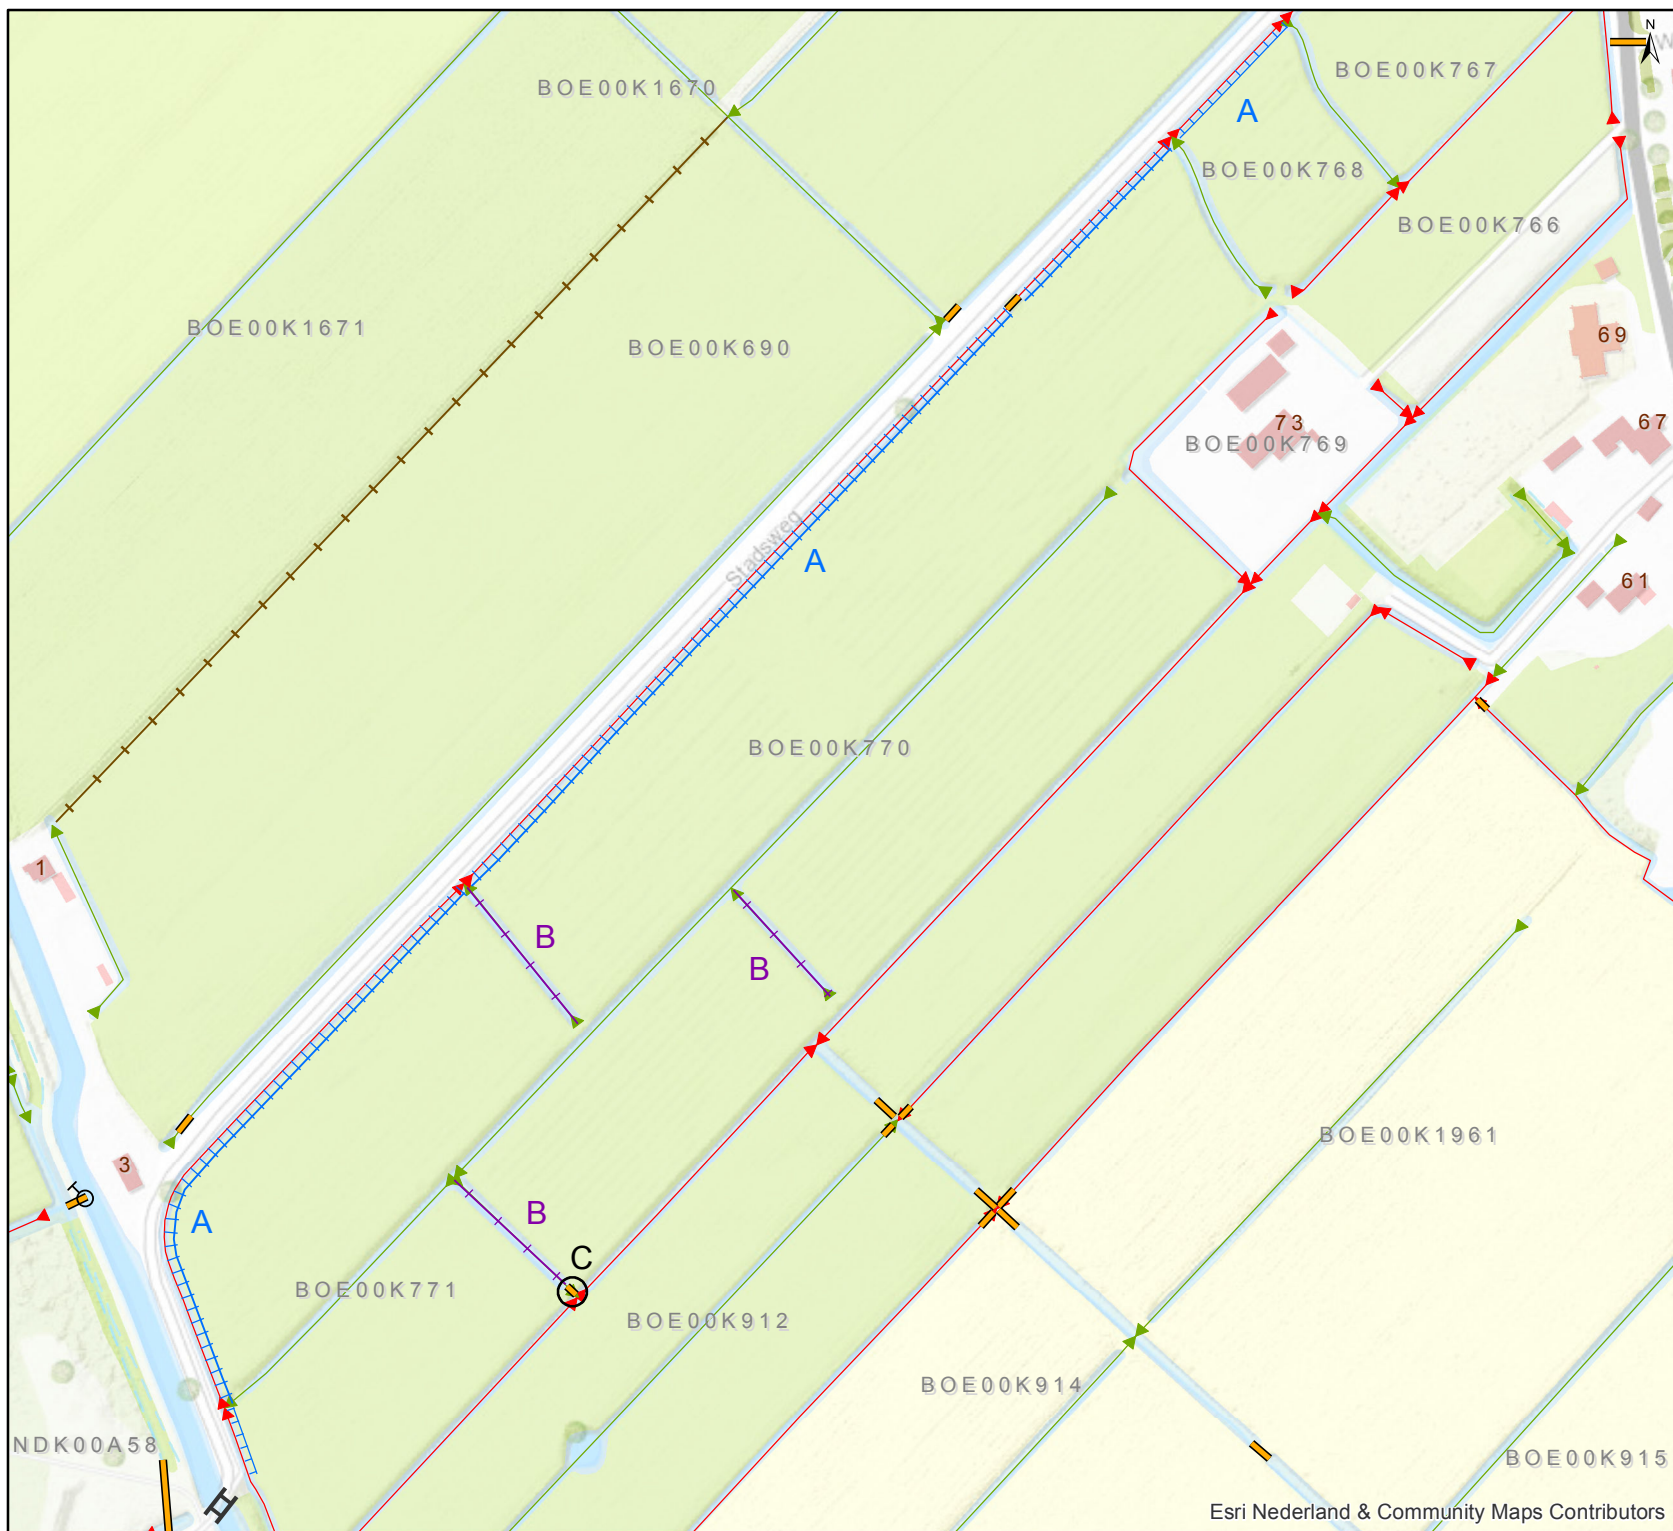 N
W
BOE00K767
BOE00K1670
A
BOE00K768
BOE00K766
BOE00K1671
69
BOE00K690
73
67
BOE00K769
Stadsweg
A
61
BOE00K770
1
B
B
3
BOE00K1961
B
A
C
BOE00K771
BOE00K912
BOE00K914
NDK00A58
BOE00K915
Esri Nederland & Community Maps Contributors